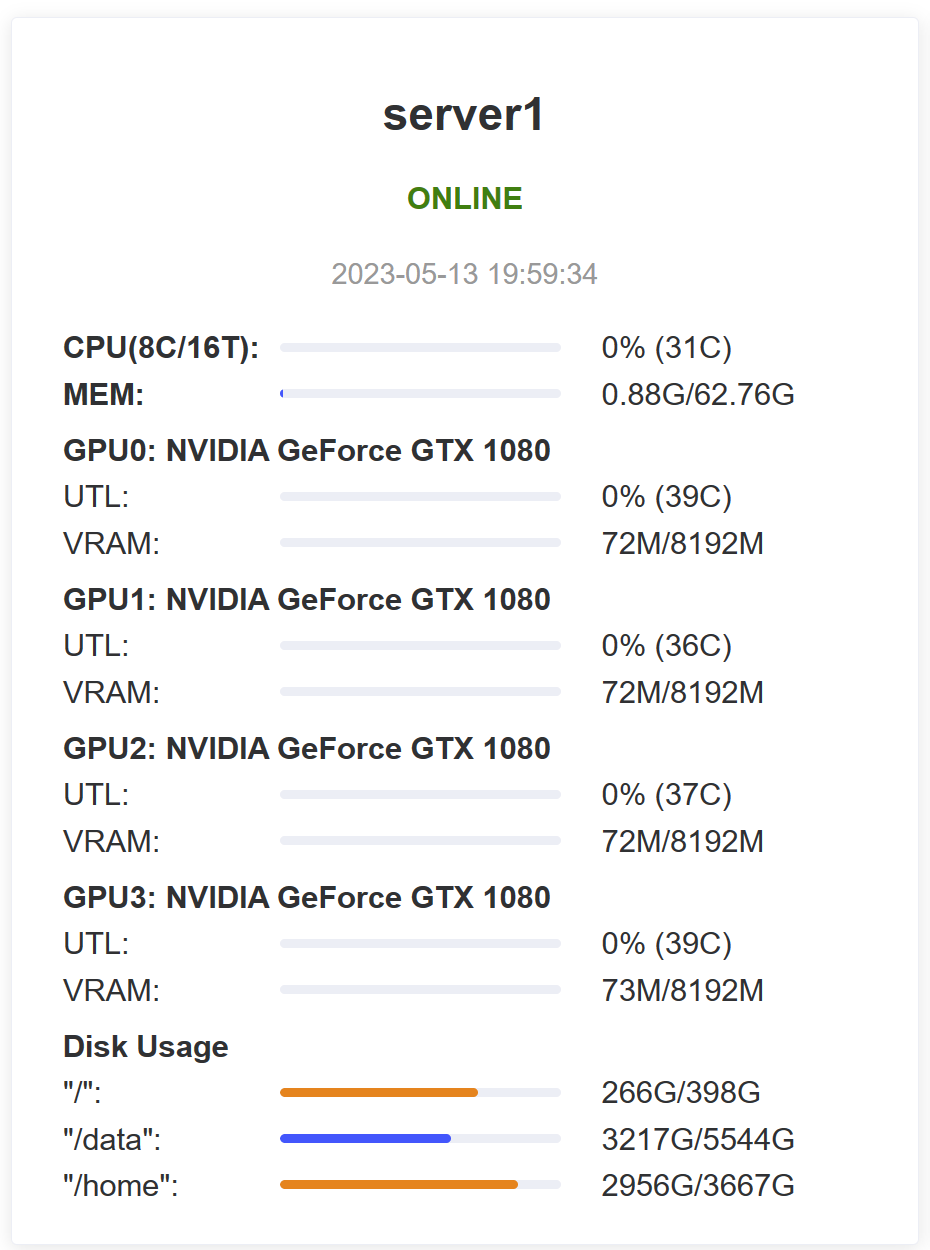 server1
ONLINE
2023-05-13 19:59:34
CPU(8C/16T): 0% (31C)
MEM: 0.88G/62.76G
GPU0: NVIDIA GeForce GTX 1080
UTL: 0% (39C)
VRAM: 72M/8192M
GPU1: NVIDIA GeForce GTX 1080
UTL: 0% (36C)
VRAM: 72M/8192M
GPU2: NVIDIA GeForce GTX 1080
UTL: 0% (37C)
VRAM: 72M/8192M
GPU3: NVIDIA GeForce GTX 1080
UTL: 0% (39C)
VRAM: 73M/8192M
Disk Usage
"/": 266G/398G
"/data": 3217G/5544G
"/home": 2956G/3667G